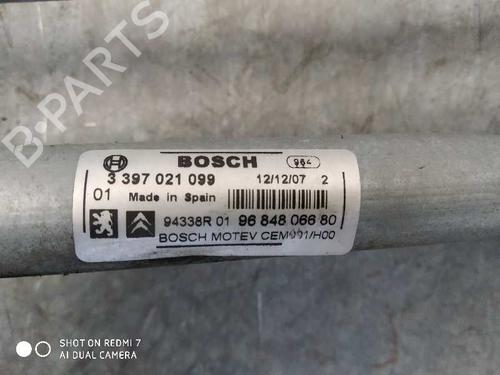 B-PARTS
BOSCH 964
3 397 021 099 12/12/07 2
01 Made in Spain
94338R 01 96 848 066 80
BOSCH MOTEV CEM001/H00
SHOT ON REDMI 7
AI DUAL CAMERA